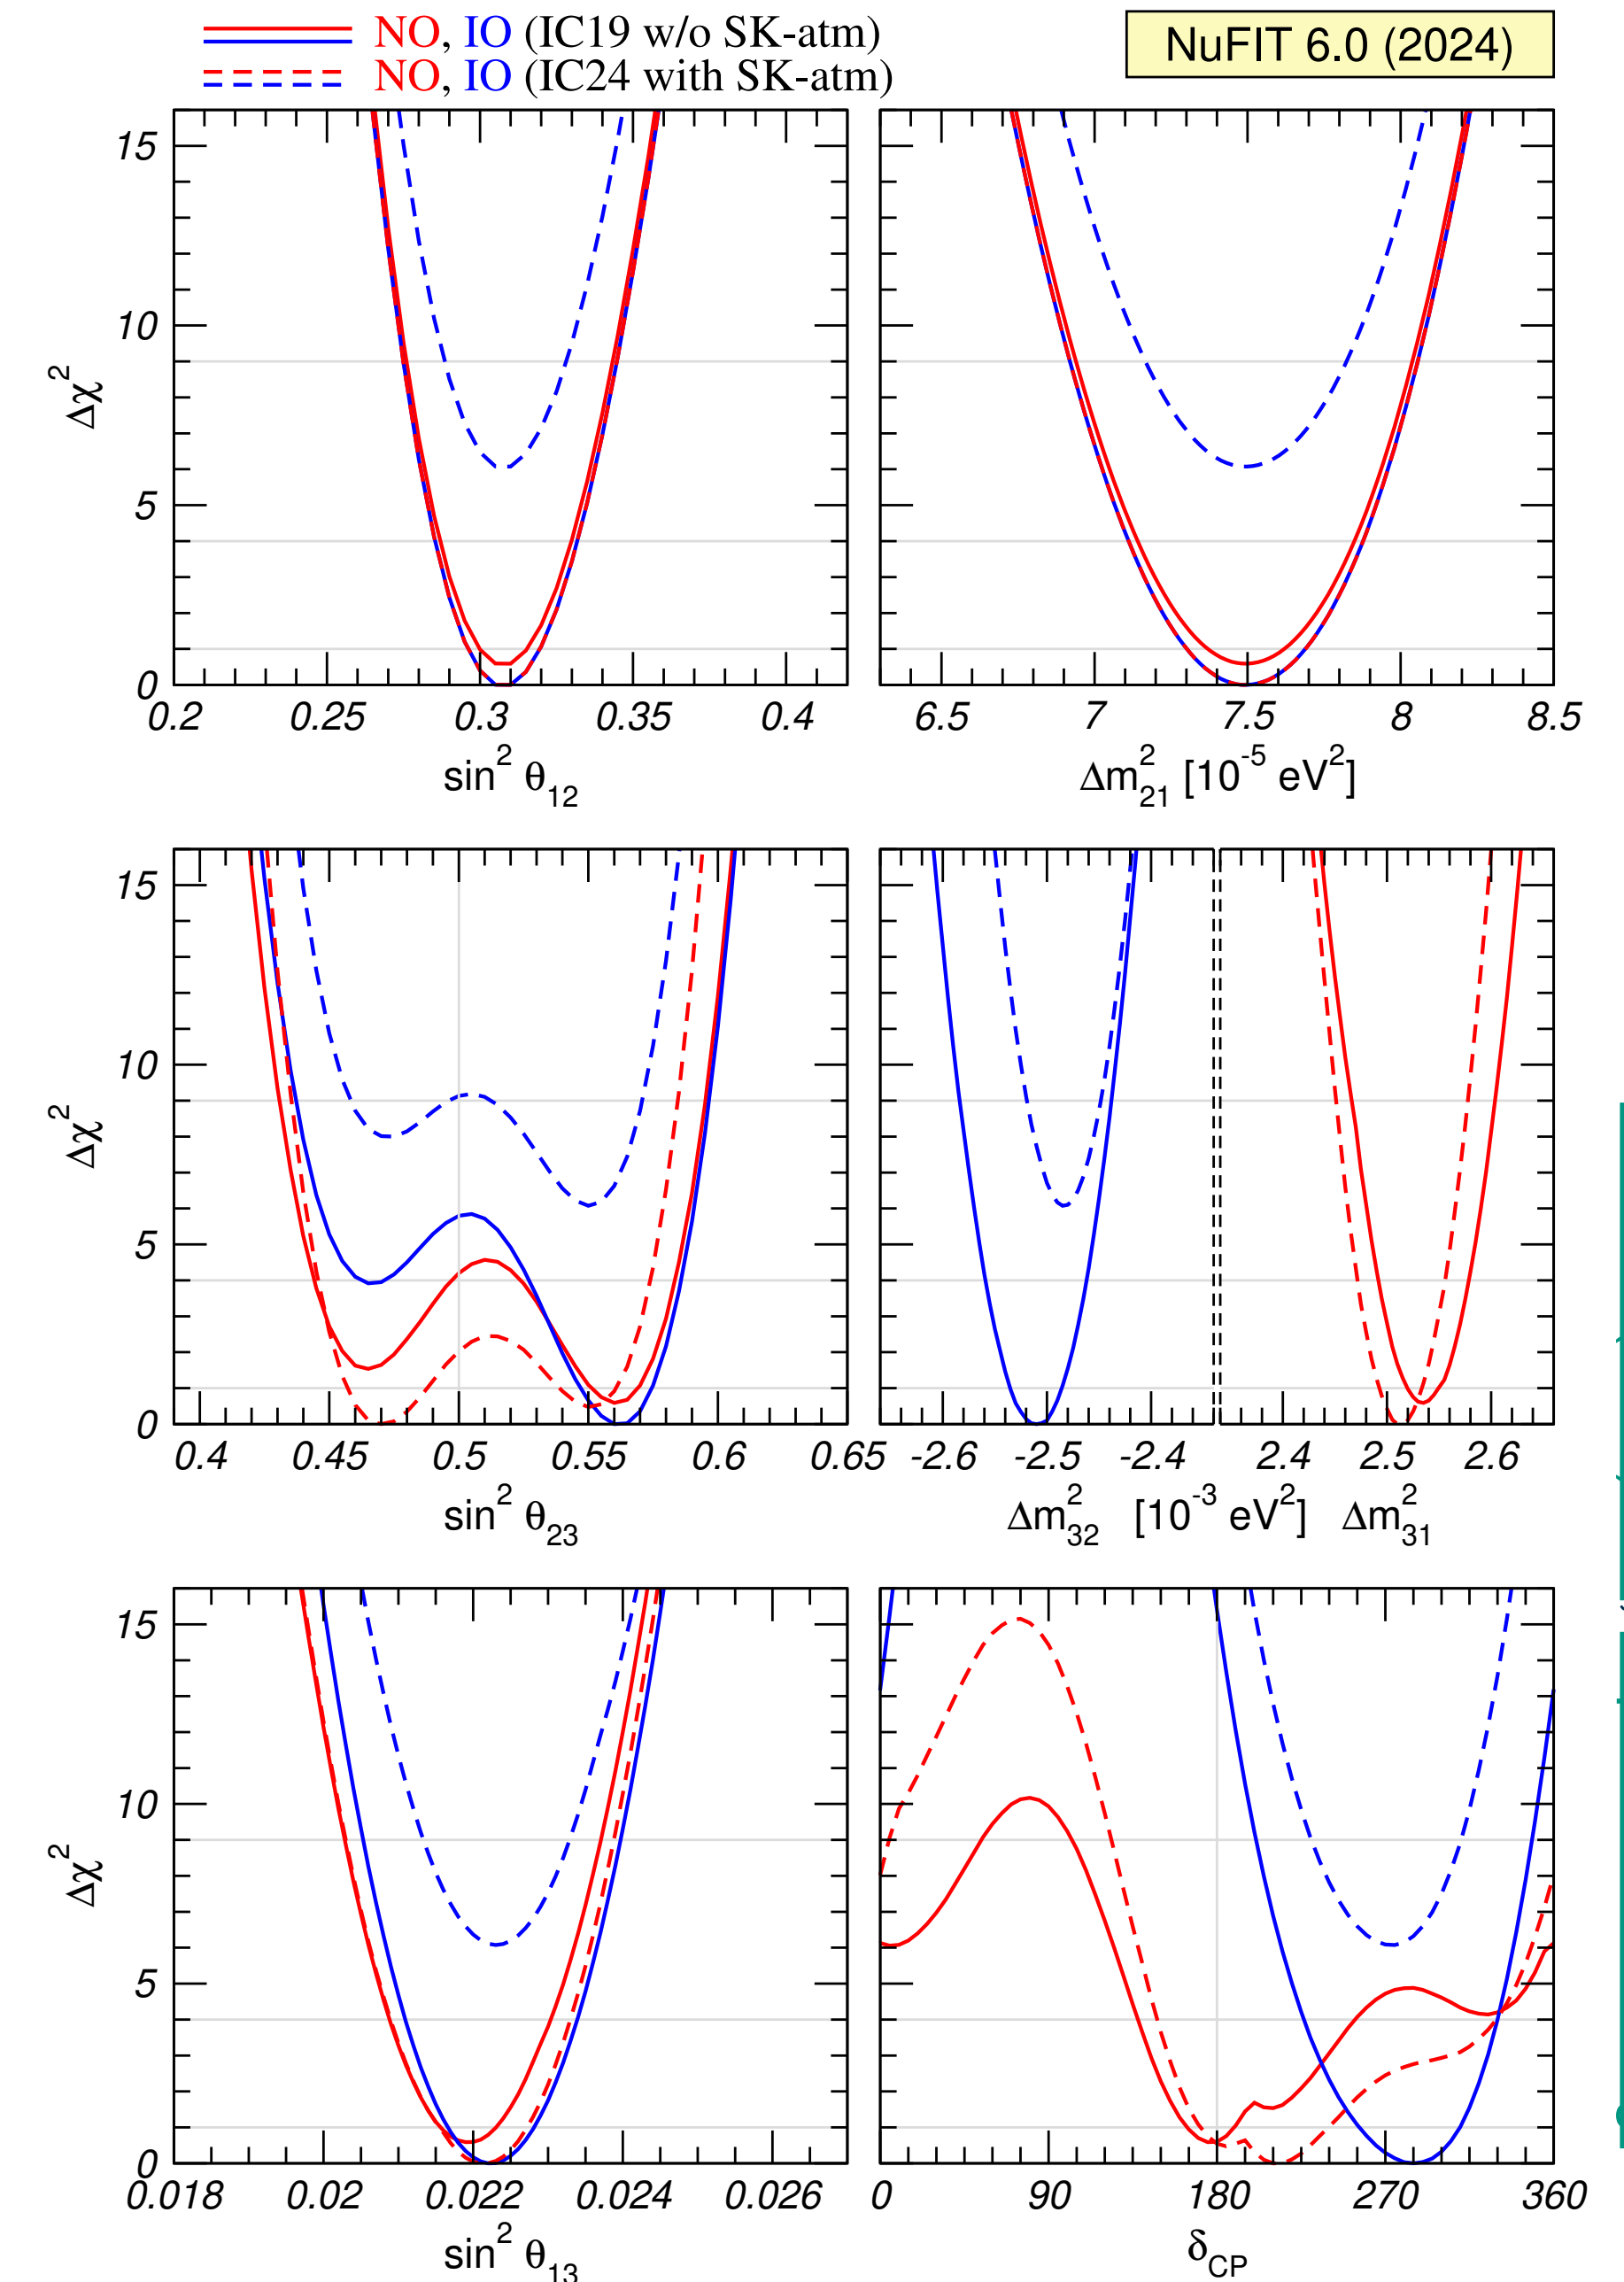 NO, IO (IC19 w/o SK-atm)
NO, IO (IC24 with SK-atm)
NuFIT 6.0 (2024)
15
10
5
0
Δχ²
0.2 0.25 0.3 0.35 0.4
sin² θ₁₂
6.5 7 7.5 8 8.5
Δm²₂₁ [10⁻⁵ eV²]
15
10
5
0
Δχ²
0.4 0.45 0.5 0.55 0.6 0.65
sin² θ₂₃
-2.6 -2.5 -2.4 2.4 2.5 2.6
Δm²₃₂ [10⁻³ eV²] Δm²₃₁
15
10
5
0
Δχ²
0.018 0.02 0.022 0.024 0.026
sin² θ₁₃
0 90 180 270 360
δCP